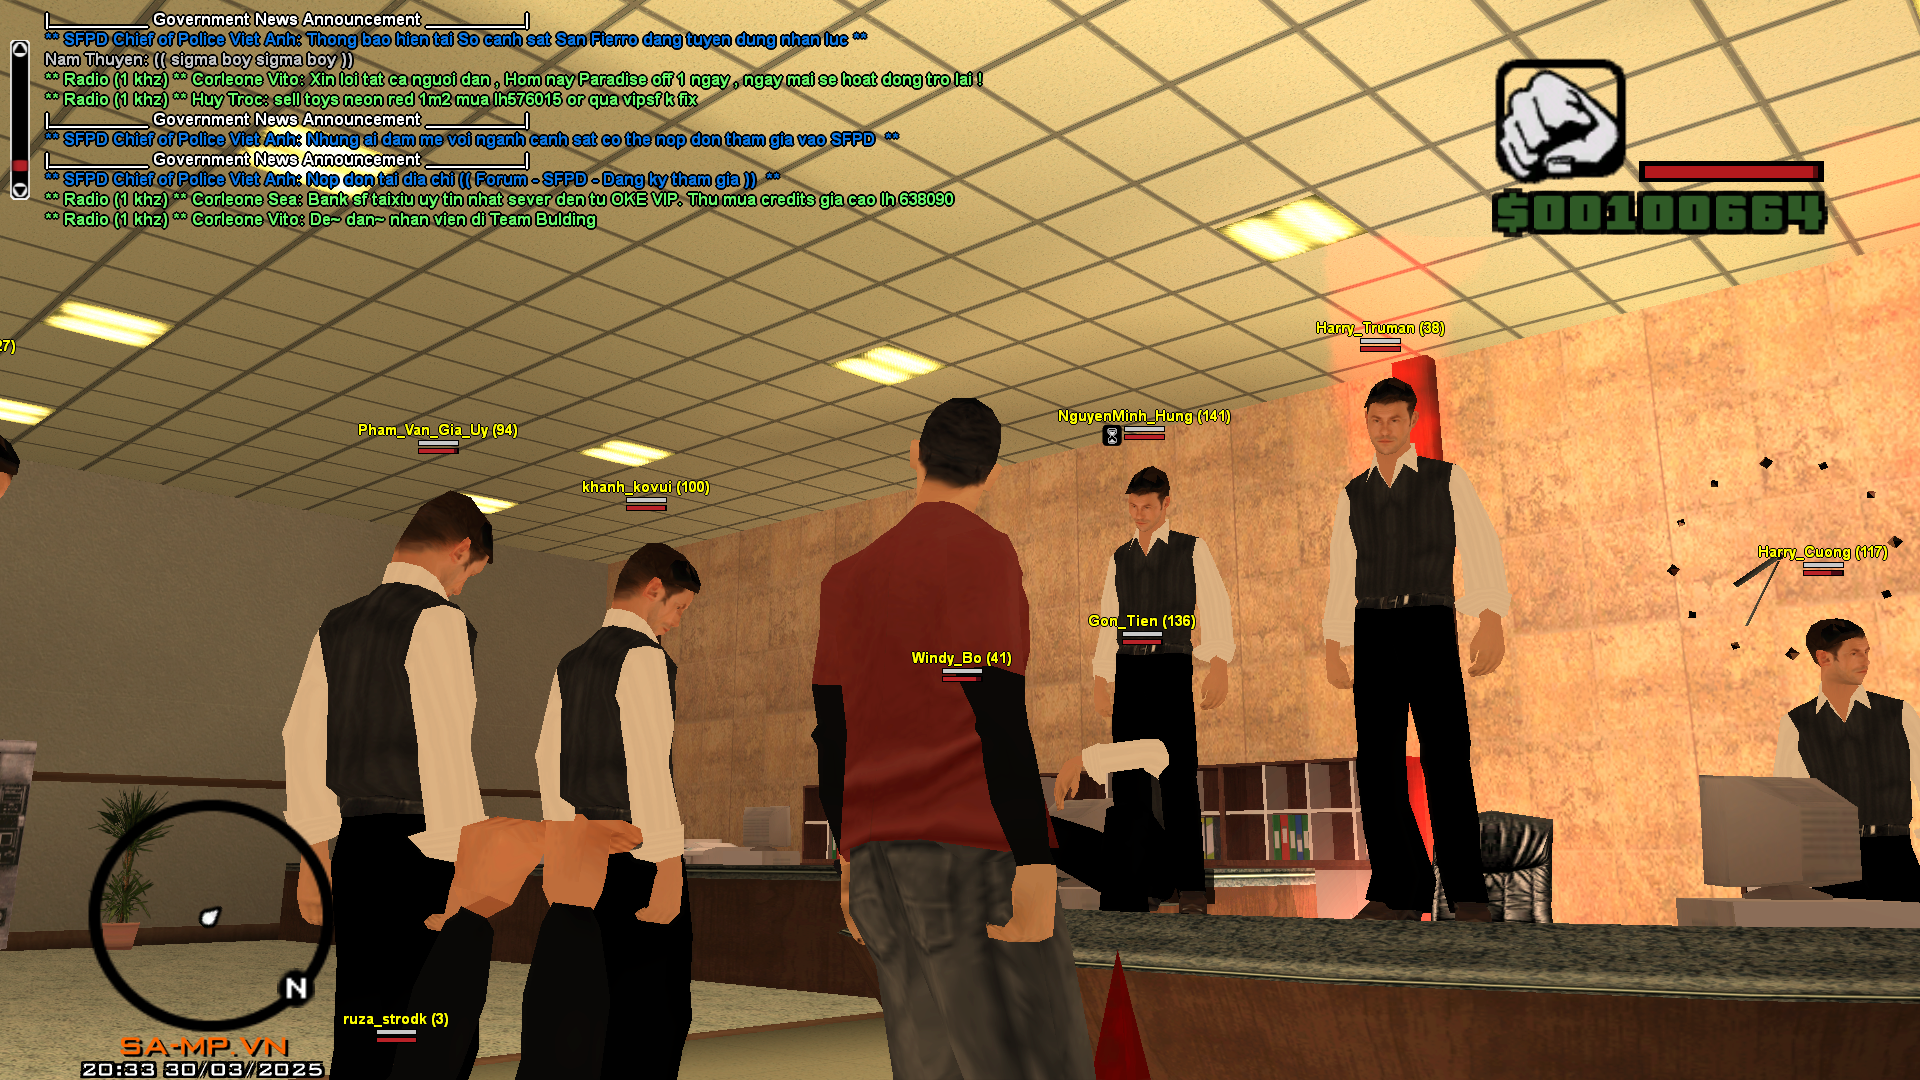 |__________ Government News Announcement __________|
** SFPD Chief of Police Viet Anh: Thong bao hien tai So canh sat San Fierro dang tuyen dung nhan luc **
Nam Thuyen: (( sigma boy sigma boy ))
** Radio (1 khz) ** Corleone Vito: Xin loi tat ca nguoi dan , Hom nay Paradise off 1 ngay , ngay mai se hoat dong tro lai !
** Radio (1 khz) ** Huy Troc: sell toys neon red 1m2 mua lh576015 or qua vipsf k fix
|__________ Government News Announcement __________|
** SFPD Chief of Police Viet Anh: Nhung ai dam me voi nganh canh sat co the nop don tham gia vao SFPD **
|__________ Government News Announcement __________|
** SFPD Chief of Police Viet Anh: Nop don tai dia chi (( Forum - SFPD - Dang ky tham gia )) **
** Radio (1 khz) ** Corleone Sea: Bank sf taixiu uy tin nhat sever den tu OKE VIP. Thu mua credits gia cao lh 638090
** Radio (1 khz) ** Corleone Vito: De~ dan~ nhan vien di Team Bulding
$00100664
Harry_Truman (38)
27)
NguyenMinh_Hung (141)
Pham_Van_Gia_Uy (94)
khanh_kovui (100)
Harry_Cuong (117)
Gon_Tien (136)
Windy_Bo (41)
N
ruza_strodk (3)
SA-MP.VN
20:33 30/03/2025